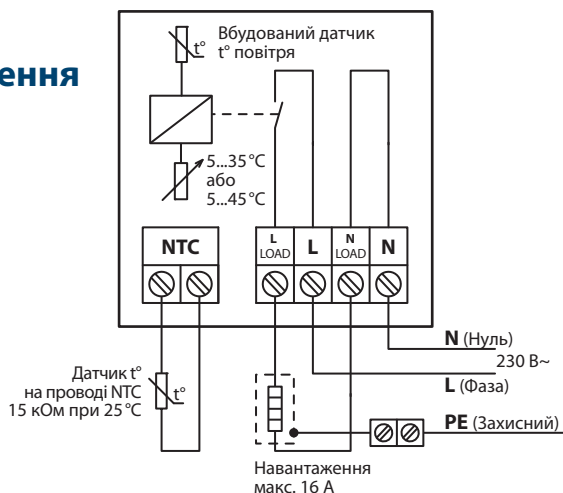 ення
Вбудований датчик
t° повітря
t°
5...35 °C
або
5...45 °C
NTC
L
LOAD
L
N
LOAD
N
N (Нуль)
230 В~
L (Фаза)
PE (Захисний)
Датчик t°
на проводі NTC
15 кОм при 25 °C
t°
Навантаження
макс. 16 А